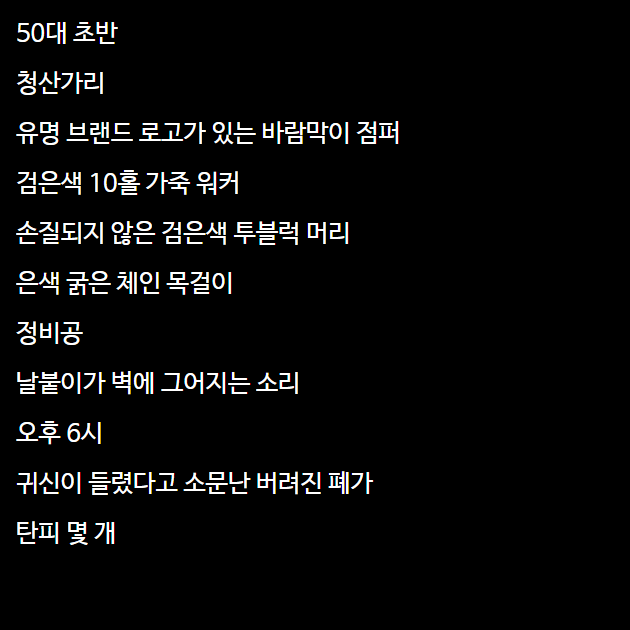 50대 초반
청산가리
유명 브랜드 로고가 있는 바람막이 점퍼
검은색 10홀 가죽 워커
손질되지 않은 검은색 투블럭 머리
은색 굵은 체인 목걸이
정비공
날붙이가 벽에 그어지는 소리
오후 6시
귀신이 들렸다고 소문난 버려진 폐가
탄피 몇 개